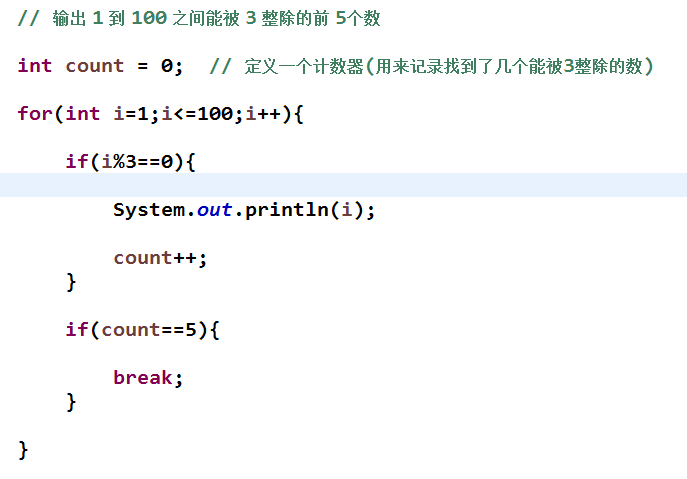 // 输出 1 到 100 之间能被 3 整除的前 5个数
int count = 0;  // 定义一个计数器(用来记录找到了几个能被3整除的数)
for(int i=1;i<=100;i++){
    if(i%3==0){
        System.out.println(i);
        count++;
    }
    if(count==5){
        break;
    }
}